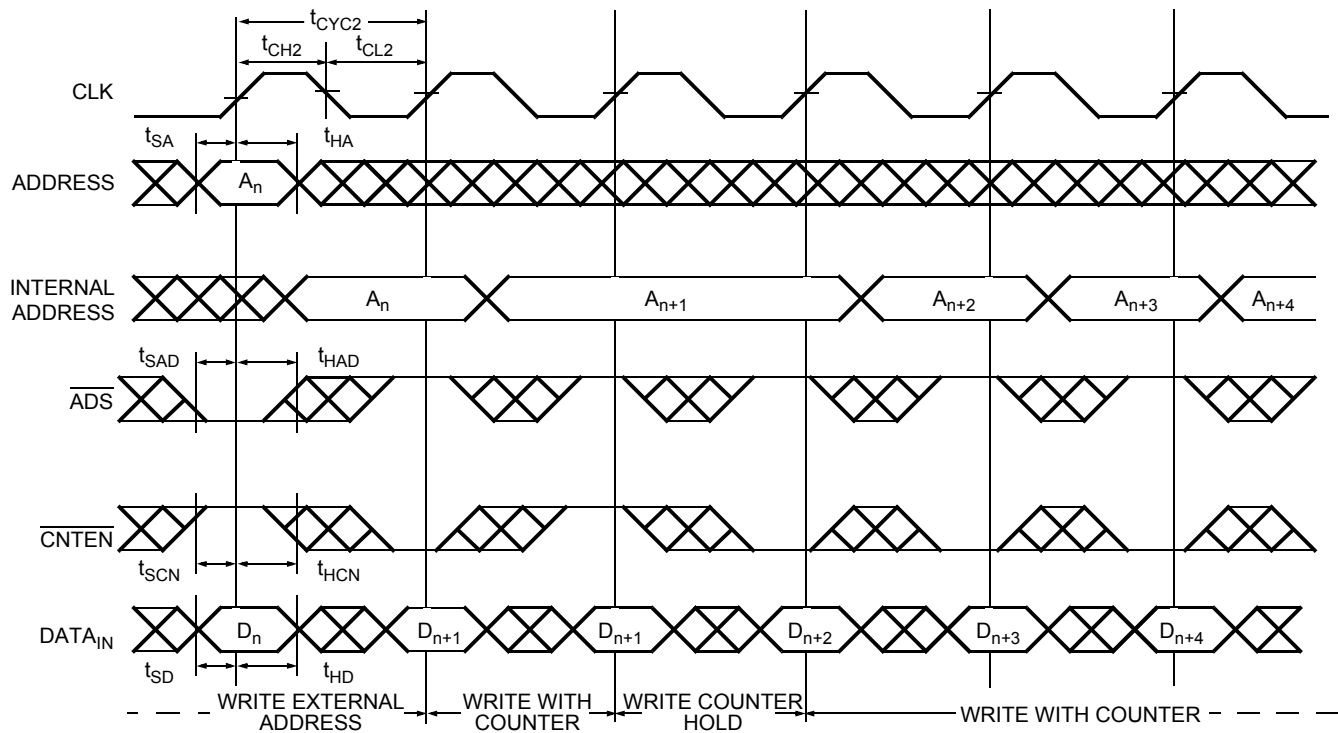 tCYC2
tCH2 tCL2
CLK
tSA tHA
ADDRESS An
INTERNAL
ADDRESS An An+1 An+2 An+3 An+4
tSAD tHAD
ADS
CNTEN
tSCN tHCN
DATAIN Dn Dn+1 Dn+1 Dn+2 Dn+3 Dn+4
tSD tHD
WRITE EXTERNAL
ADDRESS
WRITE WITH
COUNTER
WRITE COUNTER
HOLD
WRITE WITH COUNTER